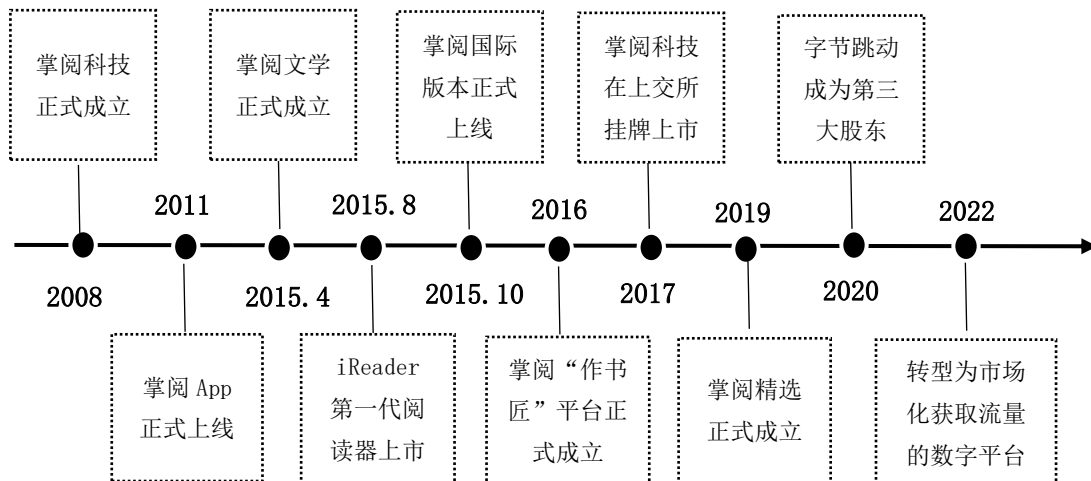 掌阅科技
正式成立
掌阅文学
正式成立
掌阅国际
版本正式
上线
掌阅科技
在上交所
挂牌上市
字节跳动
成为第三
大股东
2011
2015.8
2016
2019
2022
2008
2015.4
2015.10
2017
2020
掌阅 App
正式上线
iReader
第一代阅
读器上市
掌阅“作书
匠”平台正
式成立
掌阅精选
正式成立
转型为市场
化获取流量
的数字平台